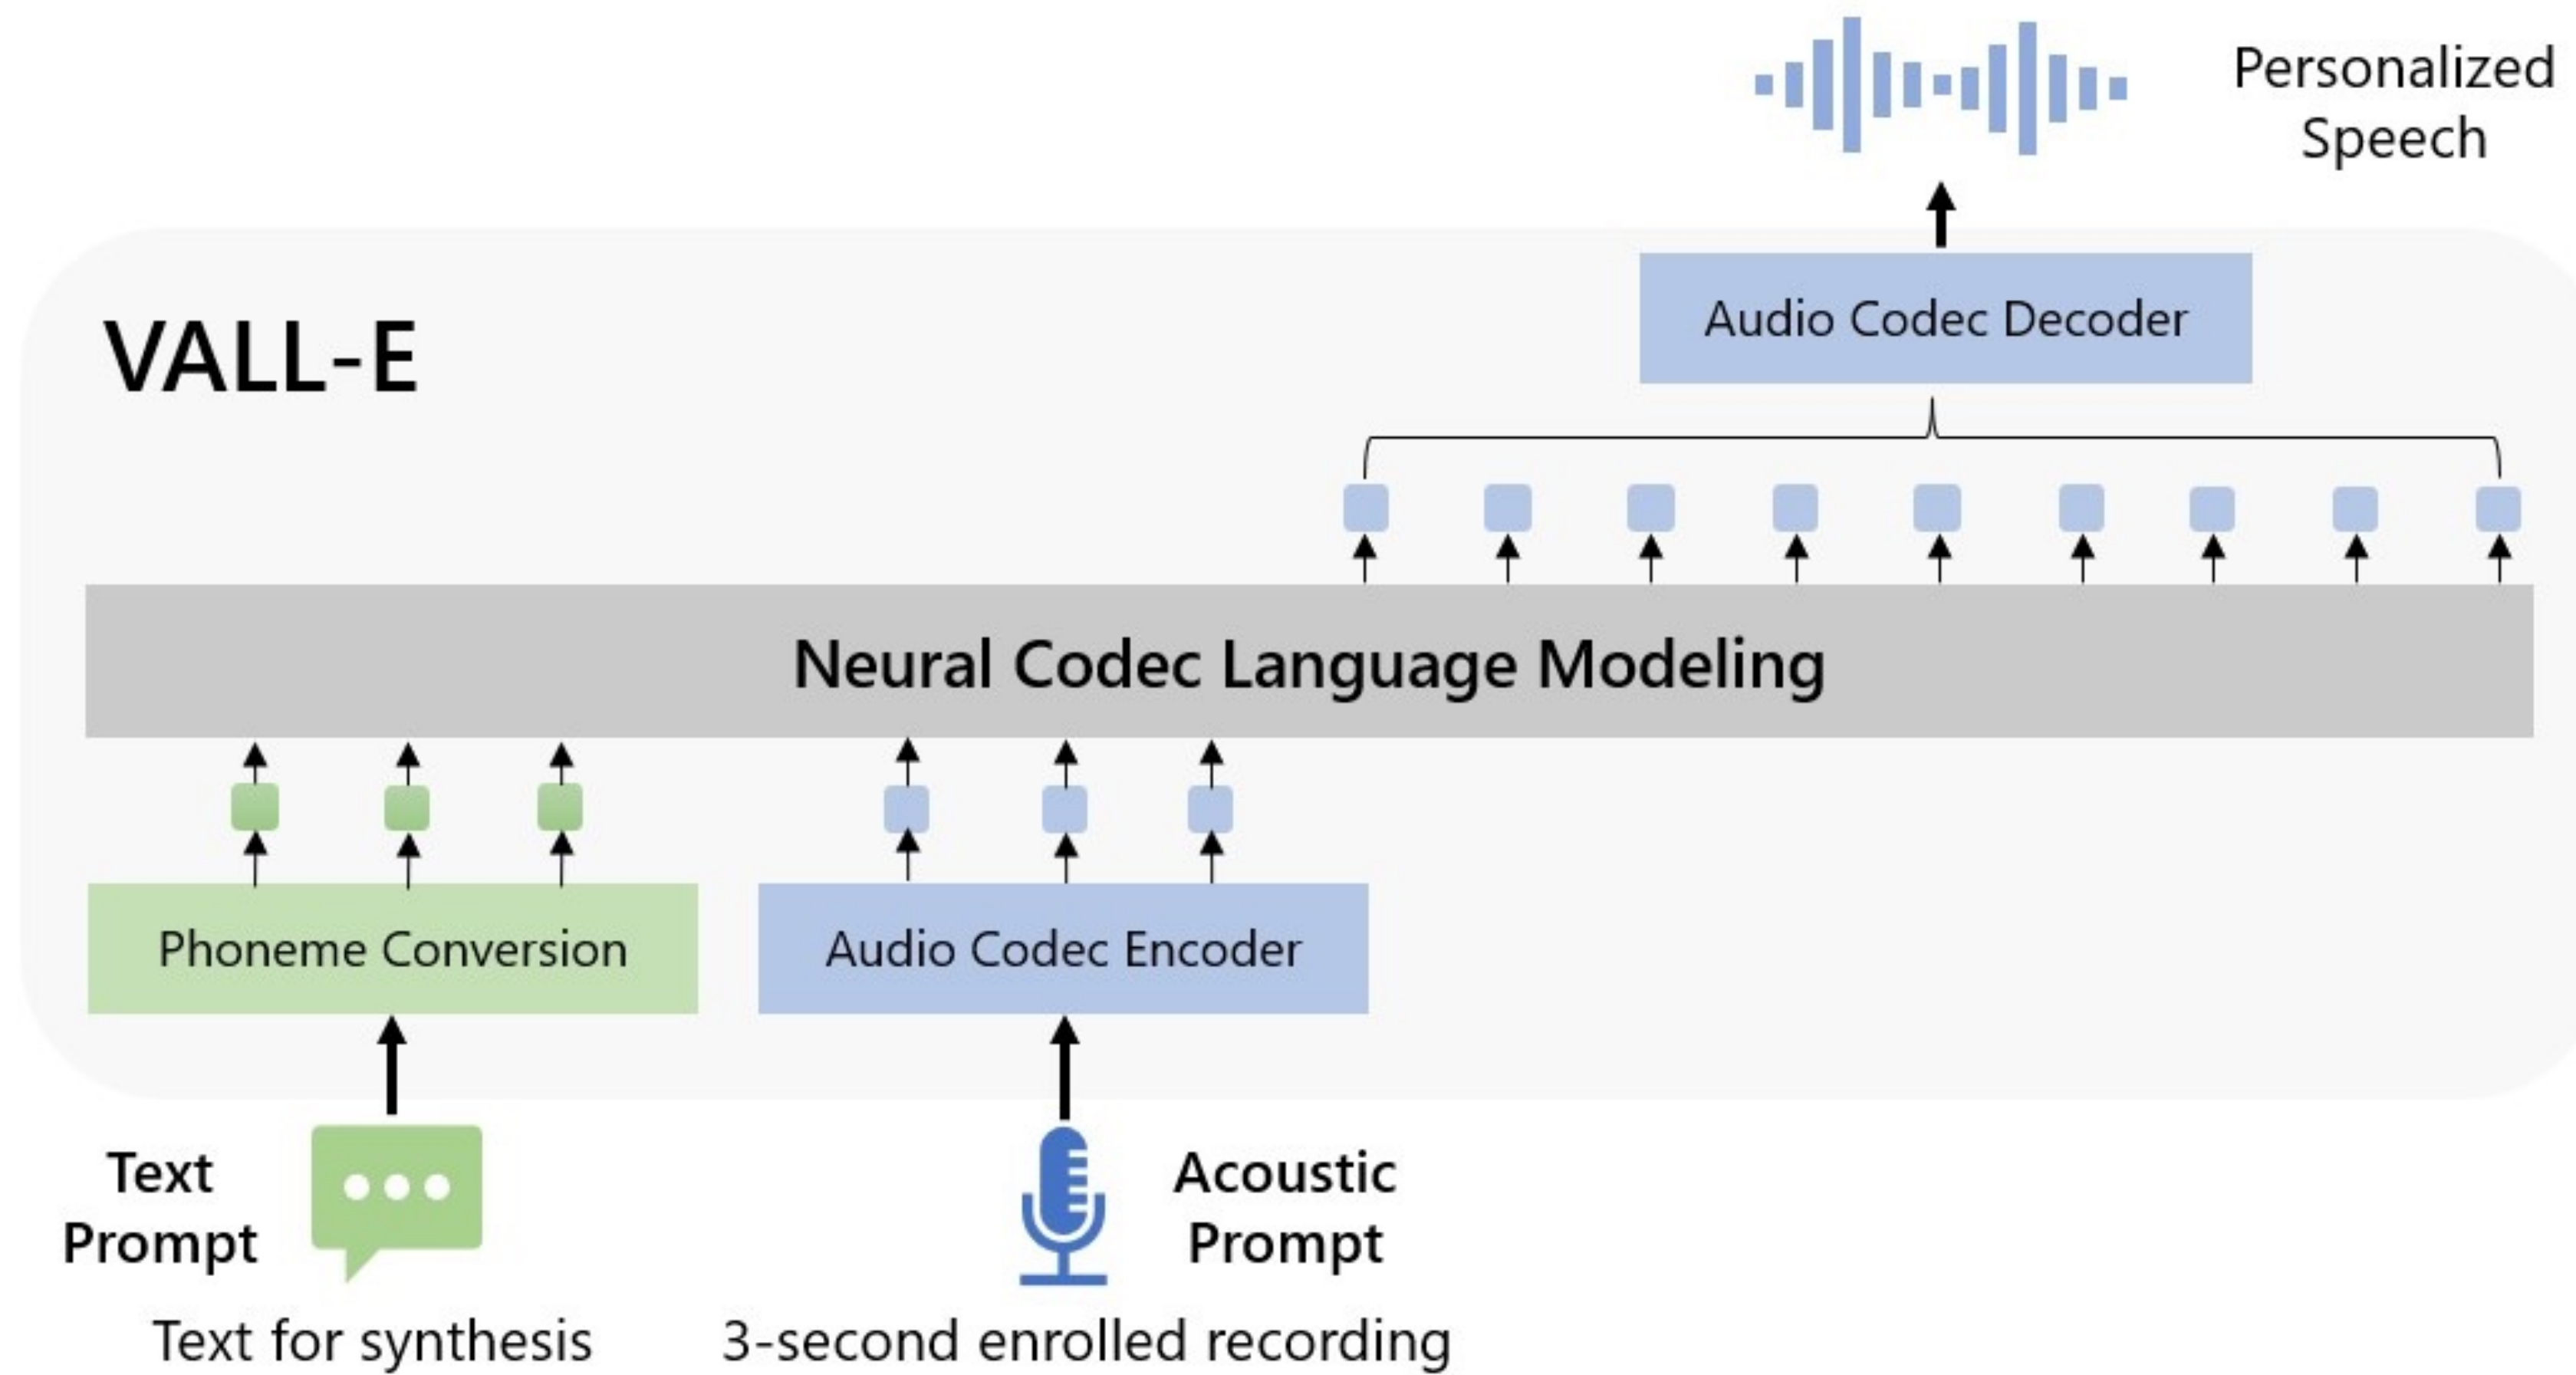 Personalized
Speech
Audio Codec Decoder
VALL-E
Neural Codec Language Modeling
Phoneme Conversion
Audio Codec Encoder
Text
Prompt
Acoustic
Prompt
Text for synthesis
3-second enrolled recording